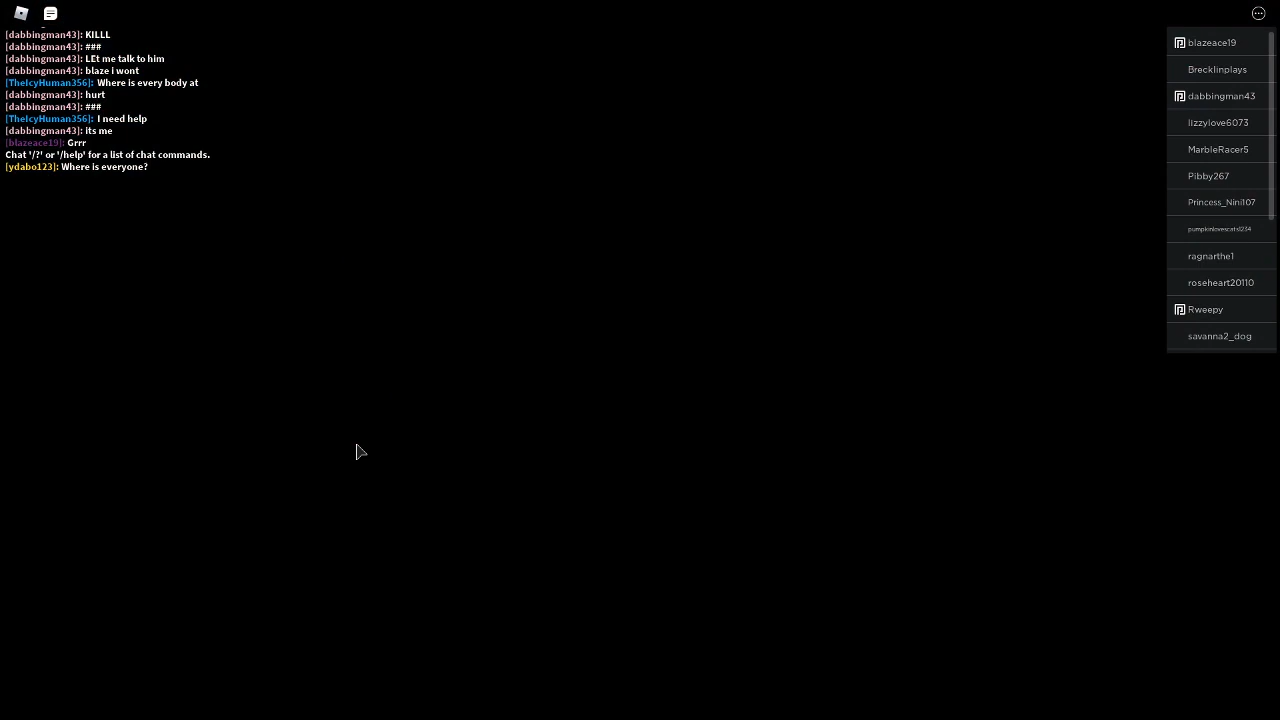 [dabbingman43]: KILLL
[dabbingman43]: ###
[dabbingman43]: LEt me talk to him
[dabbingman43]: blaze i wont
[TheIcyHuman356]: Where is every body at
[dabbingman43]: hurt
[dabbingman43]: ###
[TheIcyHuman356]: I need help
[dabbingman43]: its me
[blazeace19]: Grrr
Chat '/?' or '/help' for a list of chat commands.
[ydabo123]: Where is everyone?
blazeace19
Brecklinplays
dabbingman43
lizzylove6073
MarbleRacer5
Pibby267
Princess_Nini107
pumpkinlovescats1234
ragnarthe1
roseheart20110
Rweepy
savanna2_dog